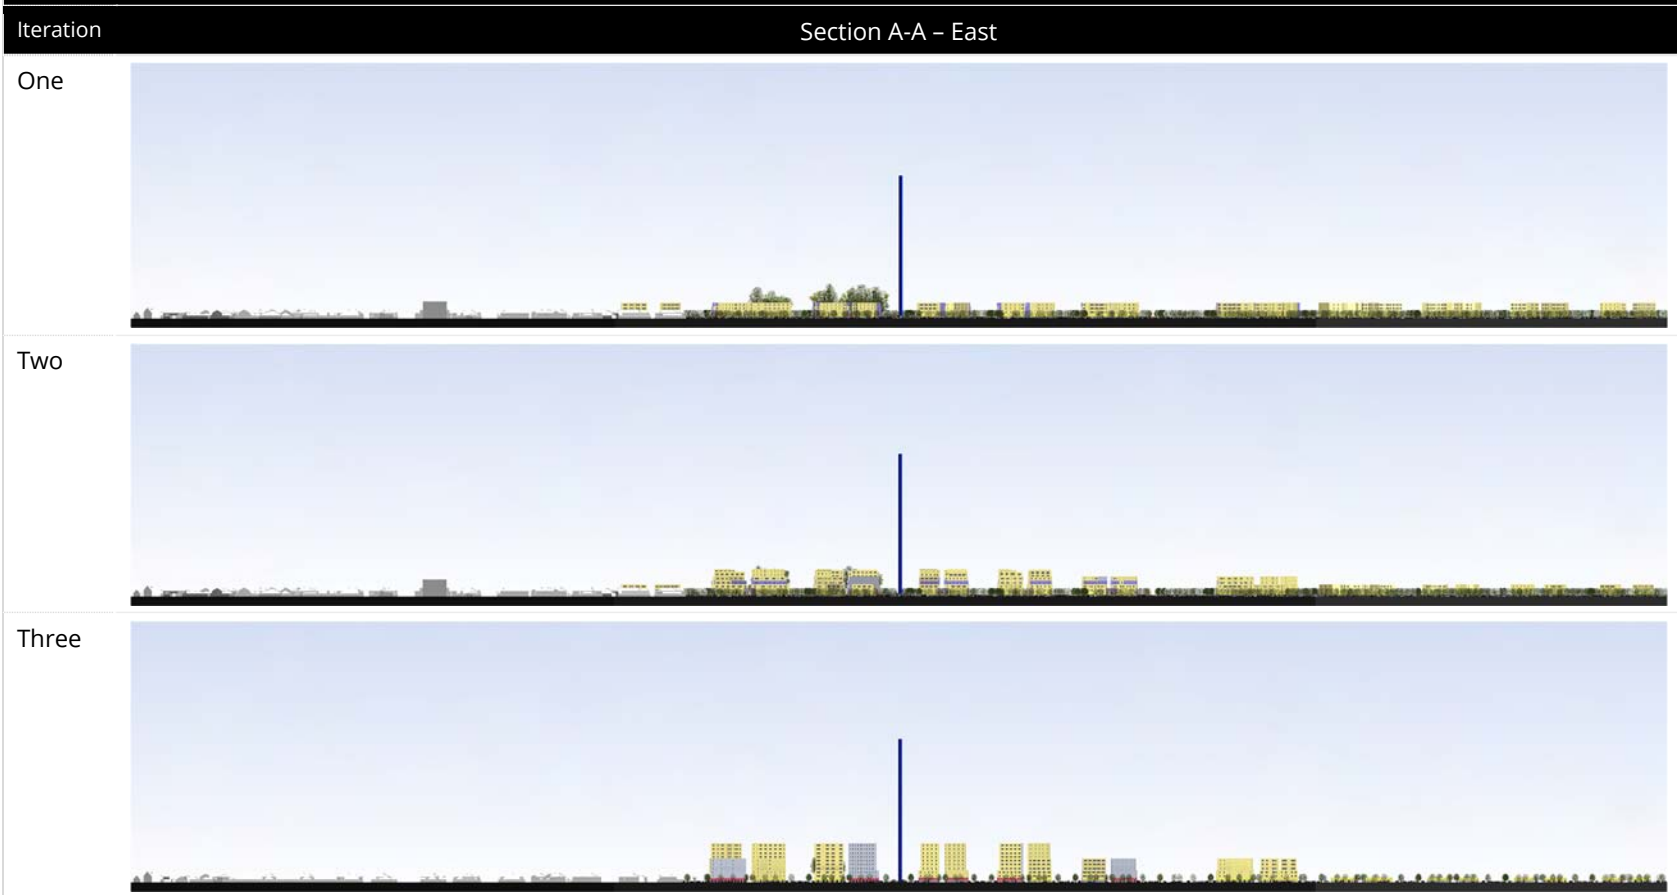 Iteration
Section A-A – East
One
Two
Three